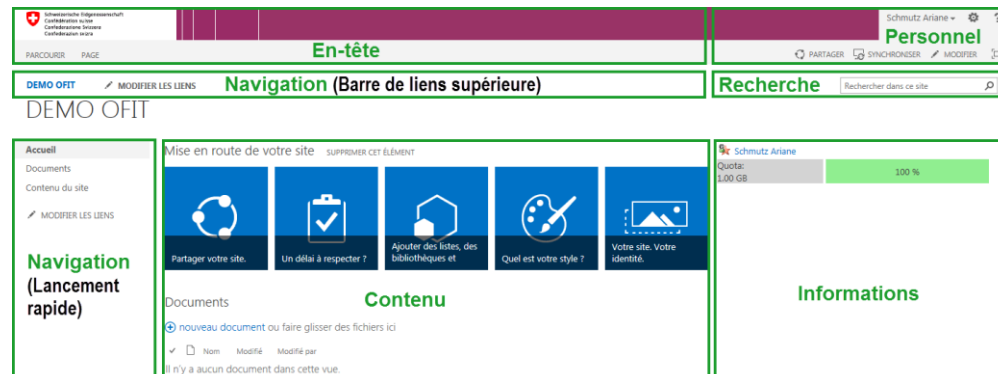 Schweizerische Eidgenossenschaft
Confédération suisse
Confederazione Svizzera
Confederaziun svizra
Schmutz Ariane
?
Personnel
En-tête
PARCOURIR PAGE
PARTAGER SYNCHRONISER MODIFIER
DEMO OFIT MODIFIER LES LIENS
Navigation (Barre de liens supérieure)
Recherche
Rechercher dans ce site
DEMO OFIT
Accueil
Documents
Contenu du site
MODIFIER LES LIENS
Navigation
(Lancement
rapide)
Mise en route de votre site SUPPRIMER CET ÉLÉMENT
Partager votre site.
Un délai à respecter ?
Ajouter des listes, des
bibliothèques et
Quel est votre style ?
Votre site. Votre
identité.
Contenu
Documents
nouveau document ou faire glisser des fichiers ici
Nom Modifié Modifié par
Il n'y a aucun document dans cette vue.
Schmutz Ariane
Quota:
1.00 GB
100 %
Informations